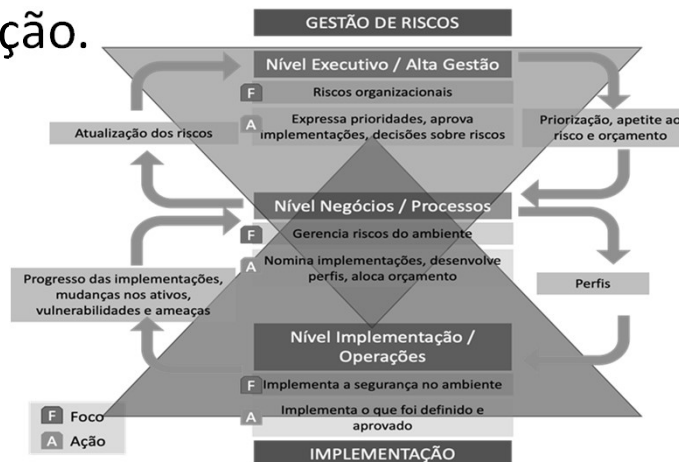 ção.
GESTÃO DE RISCOS
Nível Executivo / Alta Gestão
F Riscos organizacionais
A Expressa prioridades, aprova
implementações, decisões sobre riscos
Atualização dos riscos
Priorização, apetite ao
risco e orçamento
Nível Negócios / Processos
F Gerencia riscos do ambiente
A Nomina implementações, desenvolve
perfis, aloca orçamento
Progresso das implementações,
mudanças nos ativos,
vulnerabilidades e ameaças
Perfis
Nível Implementação /
Operações
F Implementa a segurança no ambiente
A Implementa o que foi definido e
aprovado
F Foco
A Ação
IMPLEMENTAÇÃO